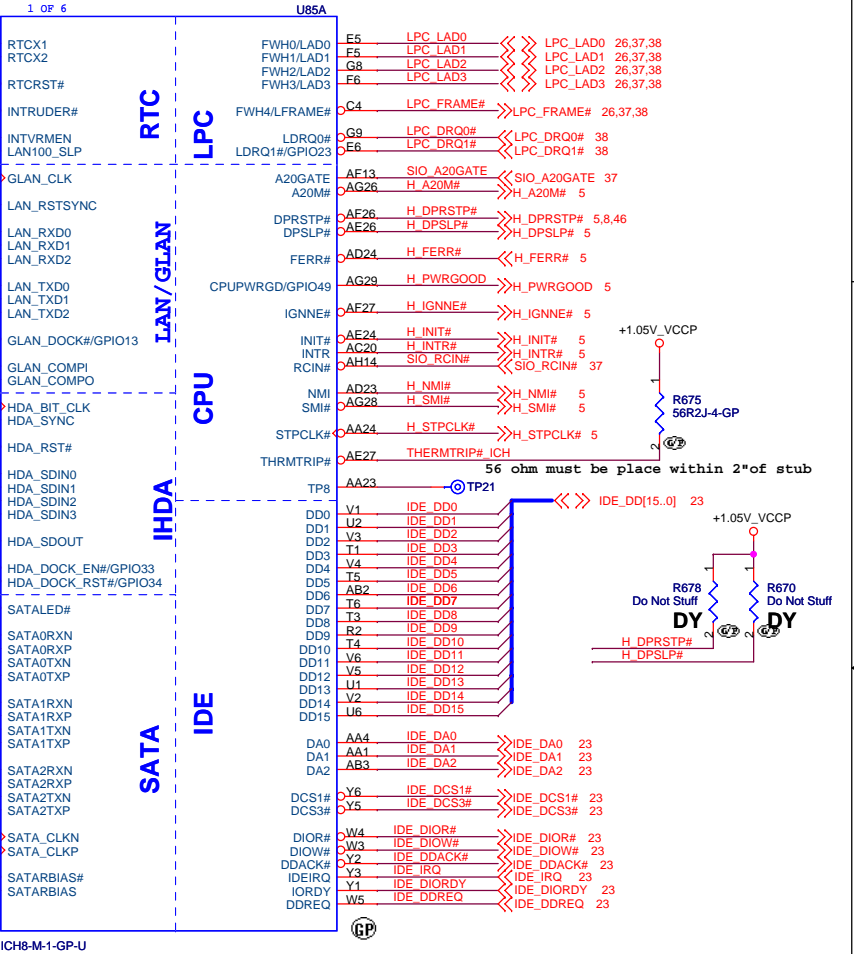 1 OF 6
U85A
RTCX1
RTCX2
RTCRST#
INTRUDER#
INTVRMEN
LAN100_SLP
GLAN_CLK
LAN_RSTSYNC
LAN_RXD0
LAN_RXD1
LAN_RXD2
LAN_TXD0
LAN_TXD1
LAN_TXD2
GLAN_DOCK#/GPIO13
GLAN_COMPI
GLAN_COMPO
HDA_BIT_CLK
HDA_SYNC
HDA_RST#
HDA_SDIN0
HDA_SDIN1
HDA_SDIN2
HDA_SDIN3
HDA_SDOUT
HDA_DOCK_EN#/GPIO33
HDA_DOCK_RST#/GPIO34
SATALED#
SATA0RXN
SATA0RXP
SATA0TXN
SATA0TXP
SATA1RXN
SATA1RXP
SATA1TXN
SATA1TXP
SATA2RXN
SATA2RXP
SATA2TXN
SATA2TXP
SATA_CLKN
SATA_CLKP
SATARBIAS#
SATARBIAS
RTC
LAN/GLAN
IHDA
SATA
LPC
CPU
IDE
FWH0/LAD0 E5 LPC_LAD0 LPC_LAD0 26,37,38
FWH1/LAD1 F5 LPC_LAD1 LPC_LAD1 26,37,38
FWH2/LAD2 G8 LPC_LAD2 LPC_LAD2 26,37,38
FWH3/LAD3 F6 LPC_LAD3 LPC_LAD3 26,37,38
FWH4/LFRAME# C4 LPC_FRAME# LPC_FRAME# 26,37,38
LDRQ0# G9 LPC_DRQ0# LPC_DRQ0# 38
LDRQ1#/GPIO23 E6 LPC_DRQ1# LPC_DRQ1# 38
A20GATE AF13 SIO_A20GATE SIO_A20GATE 37
A20M# AG26 H_A20M# H_A20M# 5
DPRSTP# AF26 H_DPRSTP# H_DPRSTP# 5,8,46
DPSLP# AE26 H_DPSLP# H_DPSLP# 5
FERR# AD24 H_FERR# H_FERR# 5
CPUPWRGD/GPIO49 AG29 H_PWRGOOD H_PWRGOOD 5
IGNNE# AF27 H_IGNNE# H_IGNNE# 5
INIT# AE24 H_INIT# H_INIT# 5
INTR AC20 H_INTR# H_INTR# 5
RCIN# AH14 SIO_RCIN# SIO_RCIN# 37
NMI AD23 H_NMI# H_NMI# 5
SMI# AG28 H_SMI# H_SMI# 5
STPCLK# AA24 H_STPCLK# H_STPCLK# 5
THRMTRIP# AE27 THERMTRIP#_ICH
TP8 AA23 TP21
+1.05V_VCCP
1
R675
56R2J-4-GP
2
G/P
56 ohm must be place within 2"of stub
DD0 V1 IDE_DD0
DD1 U2 IDE_DD1
DD2 V3 IDE_DD2
DD3 T1 IDE_DD3
DD4 V4 IDE_DD4
DD5 T5 IDE_DD5
DD6 AB2 IDE_DD6
DD7 T6 IDE_DD7
DD8 T3 IDE_DD8
DD9 R2 IDE_DD9
DD10 T4 IDE_DD10
DD11 V6 IDE_DD11
DD12 V5 IDE_DD12
DD13 U1 IDE_DD13
DD14 V2 IDE_DD14
DD15 U6 IDE_DD15
IDE_DD[15..0] 23
+1.05V_VCCP
1 1
R678 R670
Do Not Stuff Do Not Stuff
DY DY
2 G/P 2 G/P
H_DPRSTP#
H_DPSLP#
DA0 AA4 IDE_DA0 IDE_DA0 23
DA1 AA1 IDE_DA1 IDE_DA1 23
DA2 AB3 IDE_DA2 IDE_DA2 23
DCS1# Y6 IDE_DCS1# IDE_DCS1# 23
DCS3# Y5 IDE_DCS3# IDE_DCS3# 23
DIOR# W4 IDE_DIOR# IDE_DIOR# 23
DIOW# W3 IDE_DIOW# IDE_DIOW# 23
DDACK# Y2 IDE_DDACK# IDE_DDACK# 23
IDEIRQ Y3 IDE_IRQ IDE_IRQ 23
IORDY Y1 IDE_DIORDY IDE_DIORDY 23
DDREQ W5 IDE_DDREQ IDE_DDREQ 23
GP
ICH8-M-1-GP-U